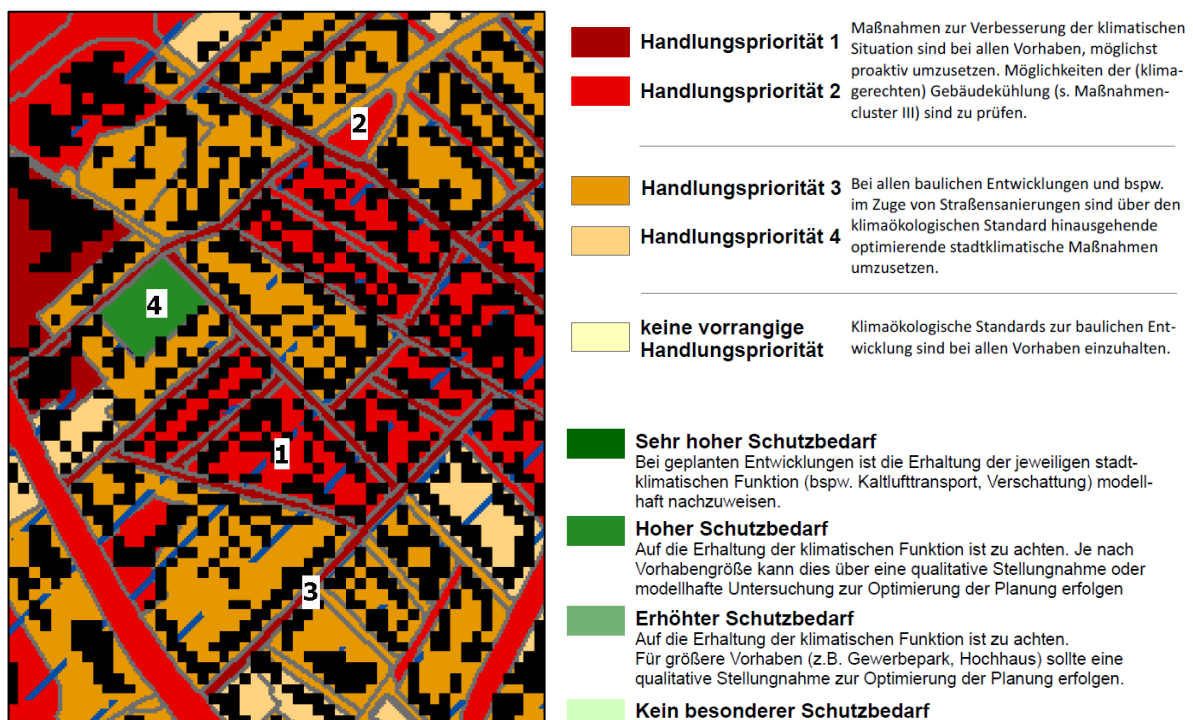 2
4
1
3
Handlungspriorität 1
Handlungspriorität 2
Maßnahmen zur Verbesserung der klimatischen
Situation sind bei allen Vorhaben, möglichst
proaktiv umzusetzen. Möglichkeiten der (klima-
gerechten) Gebäudekühlung (s. Maßnahmen-
cluster III) sind zu prüfen.
Handlungspriorität 3
Handlungspriorität 4
Bei allen baulichen Entwicklungen und bspw.
im Zuge von Straßensanierungen sind über den
klimaökologischen Standard hinausgehende
optimierende stadtklimatische Maßnahmen
umzusetzen.
keine vorrangige
Handlungspriorität
Klimaökologische Standards zur baulichen Ent-
wicklung sind bei allen Vorhaben einzuhalten.
Sehr hoher Schutzbedarf
Bei geplanten Entwicklungen ist die Erhaltung der jeweiligen stadt-
klimatischen Funktion (bspw. Kaltlufttransport, Verschattung) modell-
haft nachzuweisen.
Hoher Schutzbedarf
Auf die Erhaltung der klimatischen Funktion ist zu achten. Je nach
Vorhabengröße kann dies über eine qualitative Stellungnahme oder
modellhafte Untersuchung zur Optimierung der Planung erfolgen
Erhöhter Schutzbedarf
Auf die Erhaltung der klimatischen Funktion ist zu achten.
Für größere Vorhaben (z.B. Gewerbepark, Hochhaus) sollte eine
qualitative Stellungnahme zur Optimierung der Planung erfolgen.
Kein besonderer Schutzbedarf